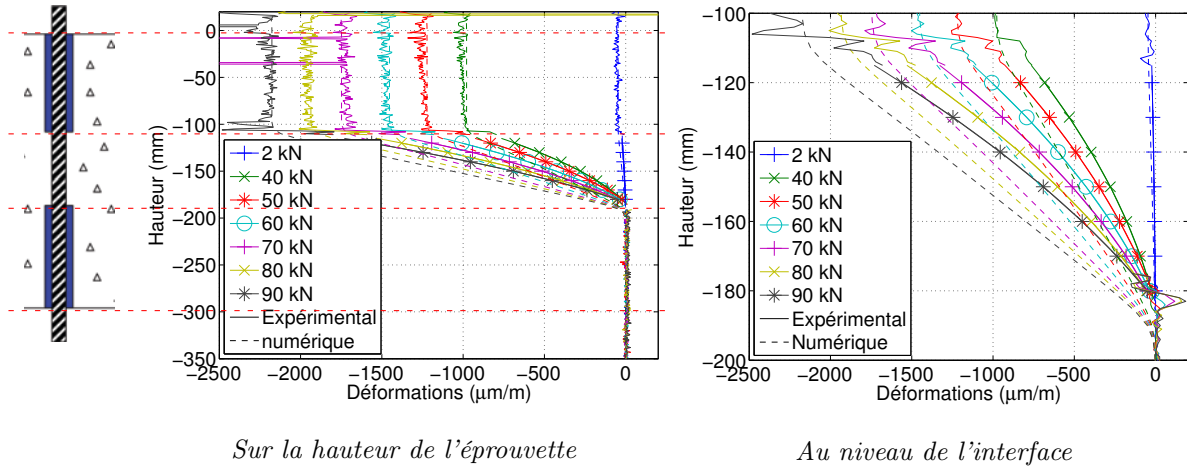 0
−50
−100
−150
−200
−250
−300
−350
Hauteur (mm)
2 kN
40 kN
50 kN
60 kN
70 kN
80 kN
90 kN
Expérimental
numérique
−2500 −2000 −1500 −1000 −500 0
Déformations (μm/m)
Sur la hauteur de l'éprouvette
−100
−120
−140
−160
−180
−200
Hauteur (mm)
2 kN
40 kN
50 kN
60 kN
70 kN
80 kN
90 kN
Expérimental
Numérique
−2500 −2000 −1500 −1000 −500 0
Déformations (μm/m)
Au niveau de l'interface